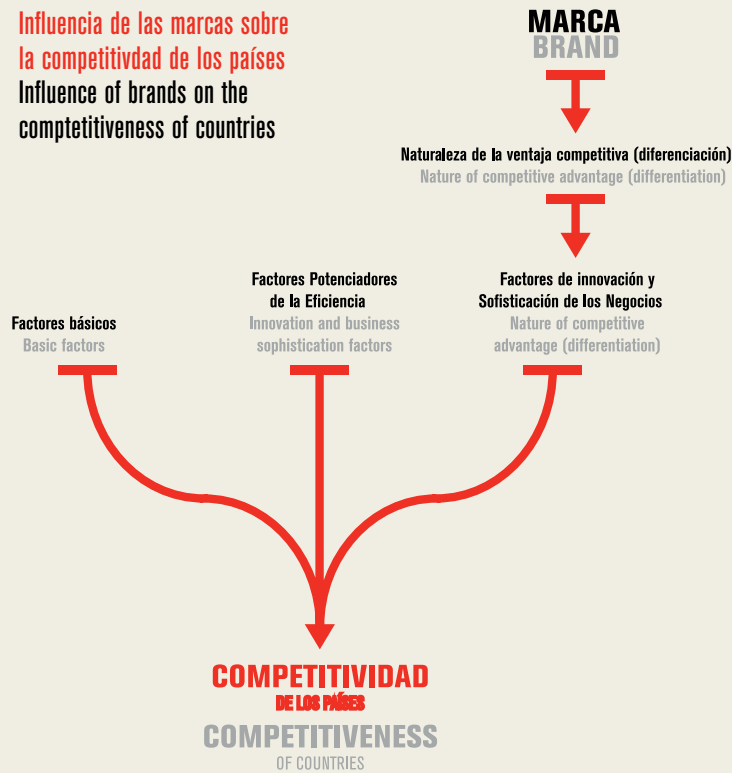 Influencia de las marcas sobre
la competitivdad de los países
Influence of brands on the
comptetitiveness of countries
MARCA
BRAND
Naturaleza de la ventaja competitiva (diferenciación)
Nature of competitive advantage (differentiation)
Factores básicos
Basic factors
Factores Potenciadores
de la Eficiencia
Innovation and business
sophistication factors
Factores de innovación y
Sofisticación de los Negocios
Nature of competitive
advantage (differentiation)
COMPETITIVIDAD
DE LOS PAÍSES
COMPETITIVENESS
OF COUNTRIES